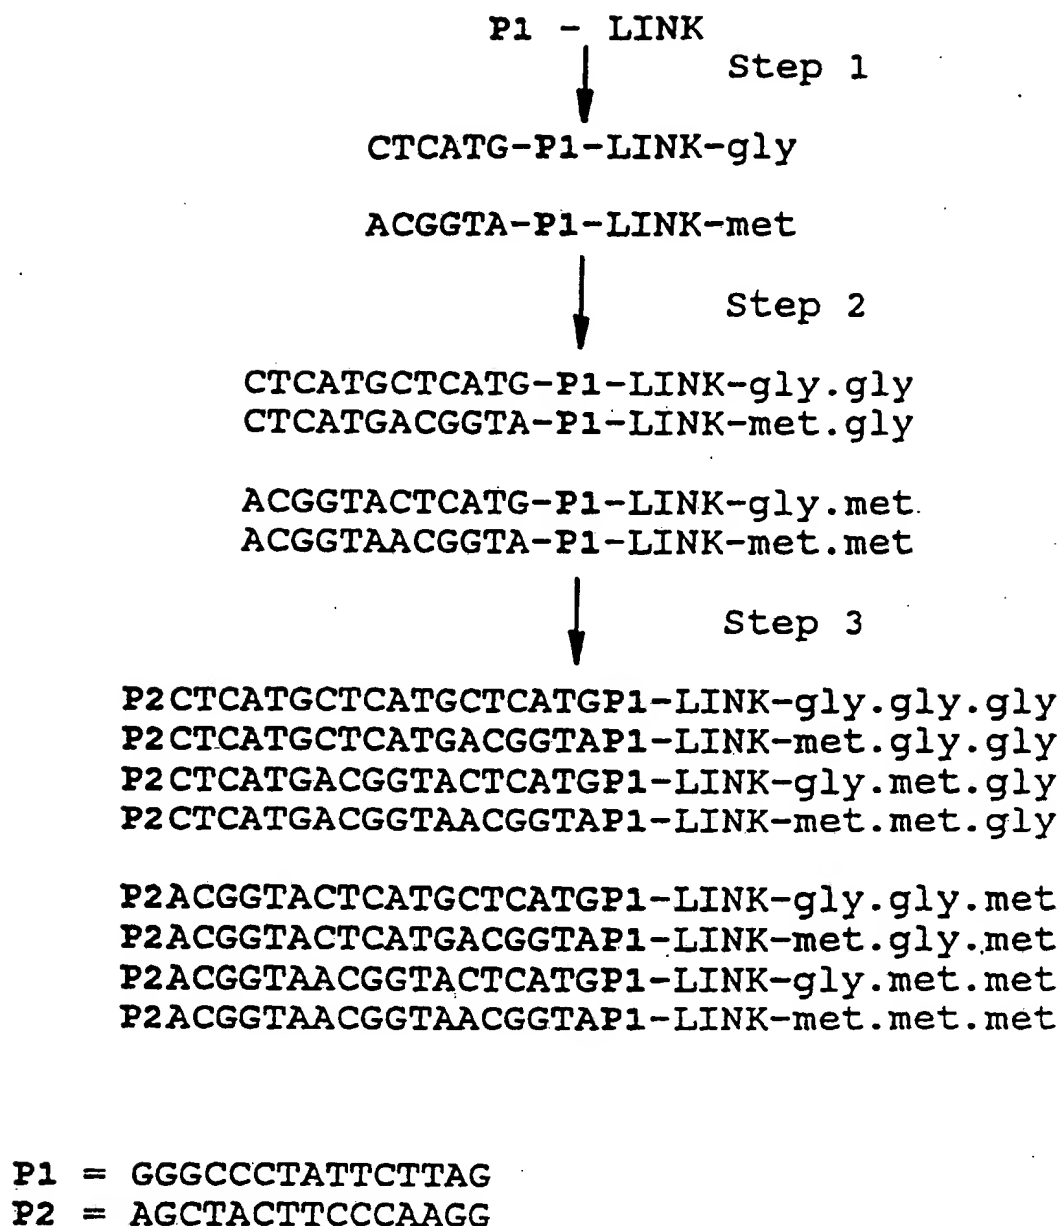 P1 - LINK
Step 1
CTCATG-P1-LINK-gly
ACGGTA-P1-LINK-met
Step 2
CTCATGCTCATG-P1-LINK-gly.gly
CTCATGACGGTA-P1-LINK-met.gly
ACGGTACTCATG-P1-LINK-gly.met
ACGGTAACGGTA-P1-LINK-met.met
Step 3
P2CTCATGCTCATGCTCATGP1-LINK-gly.gly.gly
P2CTCATGCTCATGACGGTAP1-LINK-met.gly.gly
P2CTCATGACGGTACTCATGP1-LINK-gly.met.gly
P2CTCATGACGGTAACGGTAP1-LINK-met.met.gly
P2ACGGTACTCATGCTCATGP1-LINK-gly.gly.met
P2ACGGTACTCATGACGGTAP1-LINK-met.gly.met
P2ACGGTAACGGTACTCATGP1-LINK-gly.met.met
P2ACGGTAACGGTAACGGTAP1-LINK-met.met.met
P1 = GGGCCCTATTCTTAG
P2 = AGCTACTTCCCAAGG